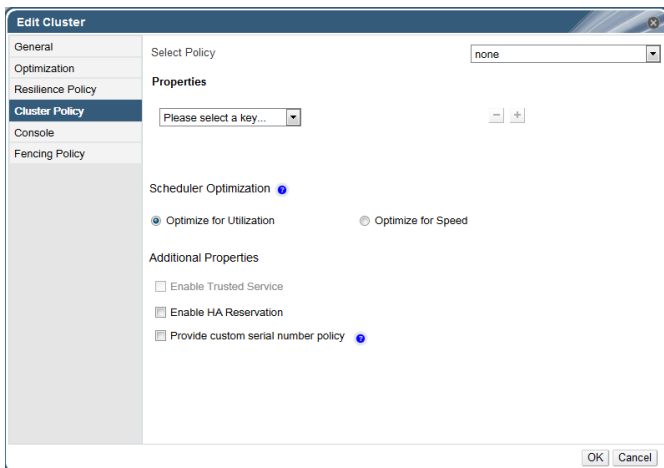 Edit Cluster
General
Optimization
Resilience Policy
Cluster Policy
Console
Fencing Policy
Select Policy
none
Properties
Please select a key...
Scheduler Optimization ?
Optimize for Utilization
Optimize for Speed
Additional Properties
Enable Trusted Service
Enable HA Reservation
Provide custom serial number policy ?
OK
Cancel